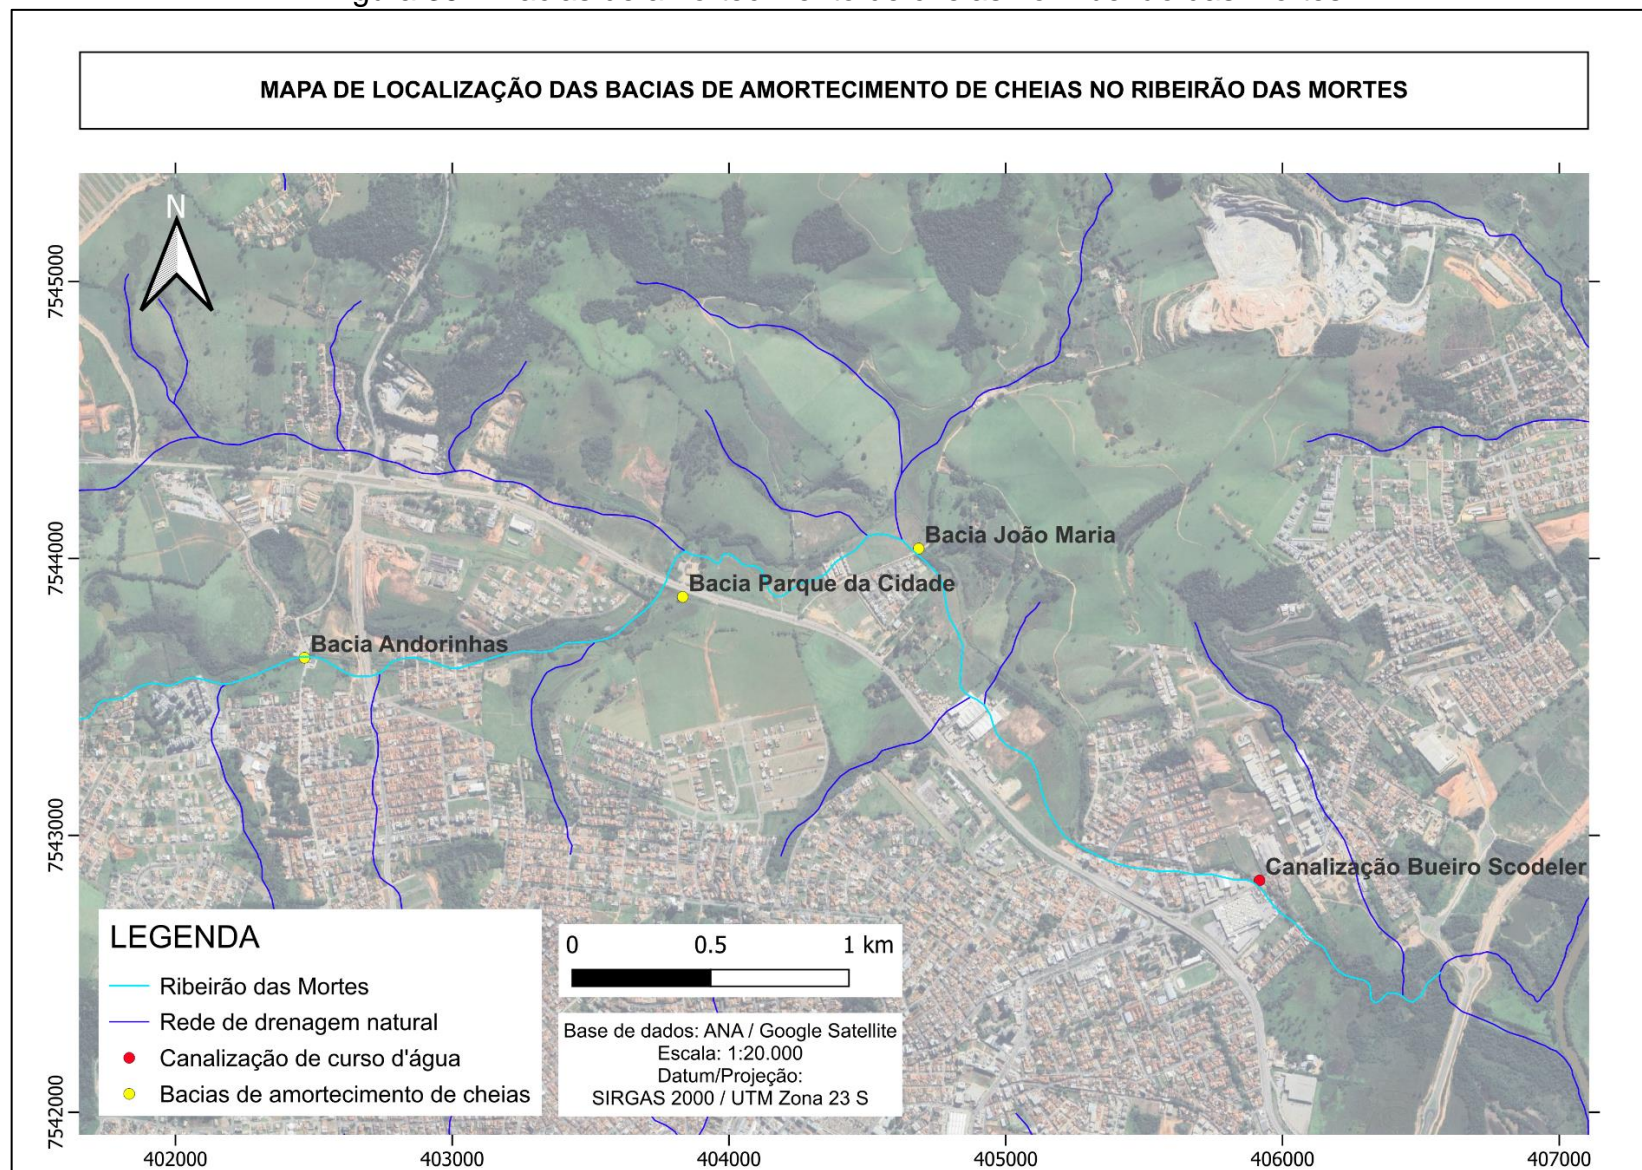 MAPA DE LOCALIZAÇÃO DAS BACIAS DE AMORTECIMENTO DE CHEIAS NO RIBEIRÃO DAS MORTES
N
7545000
7544000
7543000
7542000
Bacia João Maria
Bacia Parque da Cidade
Bacia Andorinhas
Canalização Bueiro Scodeler
LEGENDA
Ribeirão das Mortes
Rede de drenagem natural
Canalização de curso d'água
Bacias de amortecimento de cheias
0 0.5 1 km
Base de dados: ANA / Google Satellite
Escala: 1:20.000
Datum/Projeção:
SIRGAS 2000 / UTM Zona 23 S
402000 403000 404000 405000 406000 407000